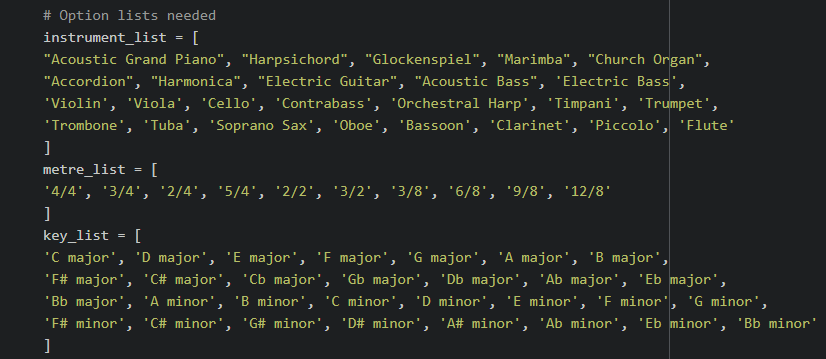 # Option lists needed
instrument_list = [
"Acoustic Grand Piano", "Harpsichord", "Glockenspiel", "Marimba", "Church Organ",
"Accordion", "Harmonica", "Electric Guitar", "Acoustic Bass", 'Electric Bass',
'Violin', 'Viola', 'Cello', 'Contrabass', 'Orchestral Harp', 'Timpani', 'Trumpet',
'Trombone', 'Tuba', 'Soprano Sax', 'Oboe', 'Bassoon', 'Clarinet', 'Piccolo', 'Flute'
]
metre_list = [
'4/4', '3/4', '2/4', '5/4', '2/2', '3/2', '3/8', '6/8', '9/8', '12/8'
]
key_list = [
'C major', 'D major', 'E major', 'F major', 'G major', 'A major', 'B major',
'F# major', 'C# major', 'Cb major', 'Gb major', 'Db major', 'Ab major', 'Eb major',
'Bb major', 'A minor', 'B minor', 'C minor', 'D minor', 'E minor', 'F minor', 'G minor',
'F# minor', 'C# minor', 'G# minor', 'D# minor', 'A# minor', 'Ab minor', 'Eb minor', 'Bb minor'
]